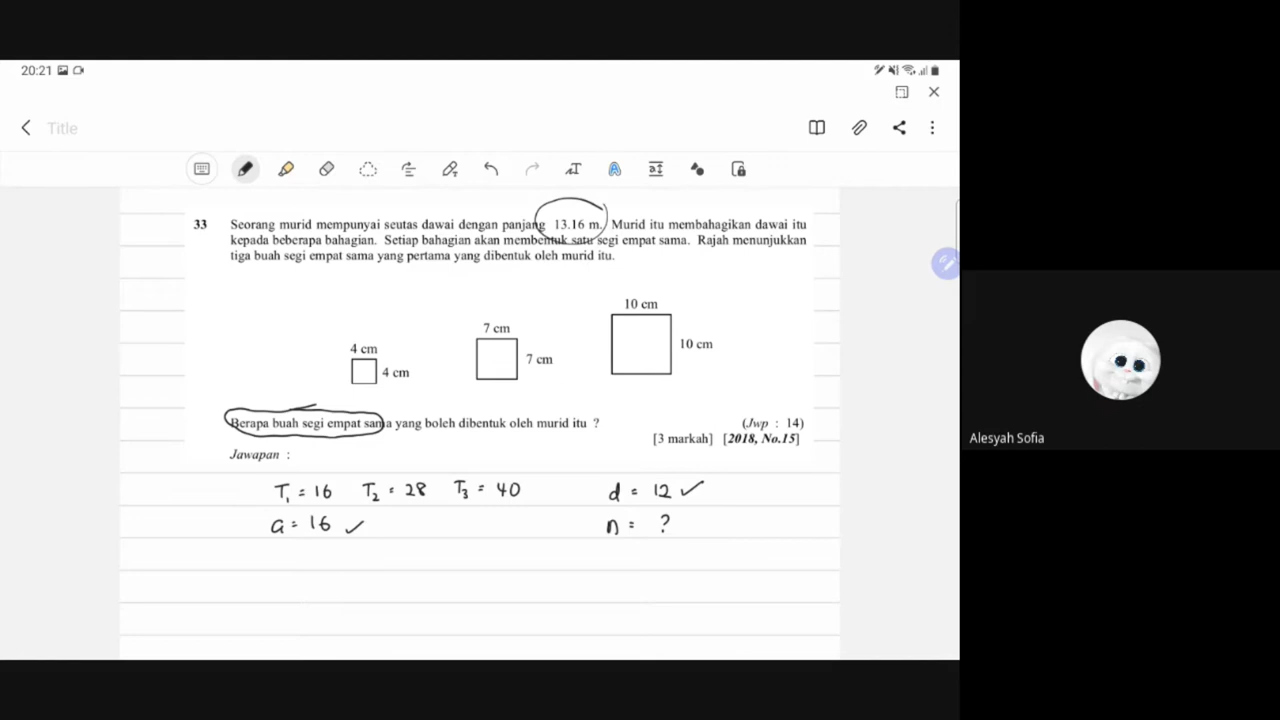 20:21
Title
33 Seorang murid mempunyai seutas dawai dengan panjang 13.16 m. Murid itu membahagikan dawai itu
kepada beberapa bahagian. Setiap bahagian akan membentuk satu segi empat sama. Rajah menunjukkan
tiga buah segi empat sama yang pertama yang dibentuk oleh murid itu.
10 cm
7 cm
10 cm
4 cm
7 cm
4 cm
Berapa buah segi empat sama yang boleh dibentuk oleh murid itu ?
(Jwp : 14)
[3 markah] [2018, No.15]
Jawapan :
T₁ = 16 T₂ = 28 T₃ = 40 d = 12 ✓
a = 16 ✓ n = ?
Alesyah Sofia